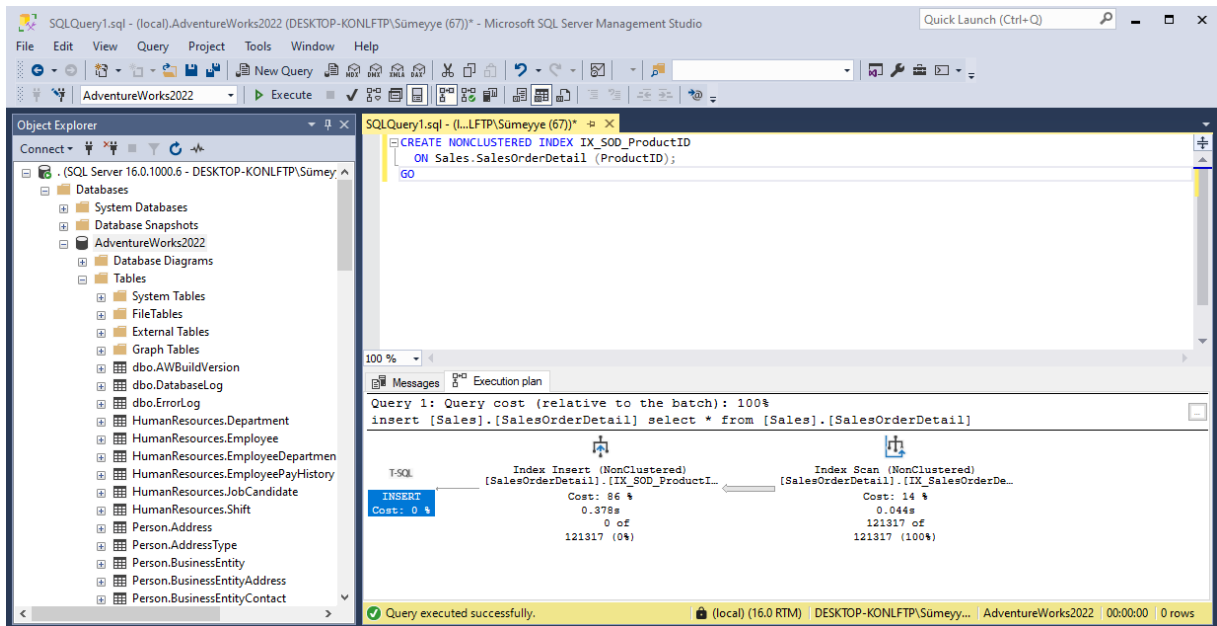 SQLQuery1.sql - (local).AdventureWorks2022 (DESKTOP-KONLFTP\Sümeyye (67))* - Microsoft SQL Server Management Studio
Quick Launch (Ctrl+Q)
File Edit View Query Project Tools Window Help
New Query MDX DMX XMLA DAX
AdventureWorks2022 Execute
Object Explorer
Connect
. (SQL Server 16.0.1000.6 - DESKTOP-KONLFTP\Sümey
Databases
System Databases
Database Snapshots
AdventureWorks2022
Database Diagrams
Tables
System Tables
FileTables
External Tables
Graph Tables
dbo.AWBuildVersion
dbo.DatabaseLog
dbo.ErrorLog
HumanResources.Department
HumanResources.Employee
HumanResources.EmployeeDepartmen
HumanResources.EmployeePayHistory
HumanResources.JobCandidate
HumanResources.Shift
Person.Address
Person.AddressType
Person.BusinessEntity
Person.BusinessEntityAddress
Person.BusinessEntityContact
SQLQuery1.sql - (l...LFTP\Sümeyye (67))*
CREATE NONCLUSTERED INDEX IX_SOD_ProductID
ON Sales.SalesOrderDetail (ProductID);
GO
100 %
Messages Execution plan
Query 1: Query cost (relative to the batch): 100%
insert [Sales].[SalesOrderDetail] select * from [Sales].[SalesOrderDetail]
T-SQL
INSERT
Cost: 0 %
Index Insert (NonClustered)
[SalesOrderDetail].[IX_SOD_ProductI…
Cost: 86 %
0.378s
0 of
121317 (0%)
Index Scan (NonClustered)
[SalesOrderDetail].[IX_SalesOrderDe…
Cost: 14 %
0.044s
121317 of
121317 (100%)
Query executed successfully.
(local) (16.0 RTM) DESKTOP-KONLFTP\Sümeyy... AdventureWorks2022 00:00:00 0 rows